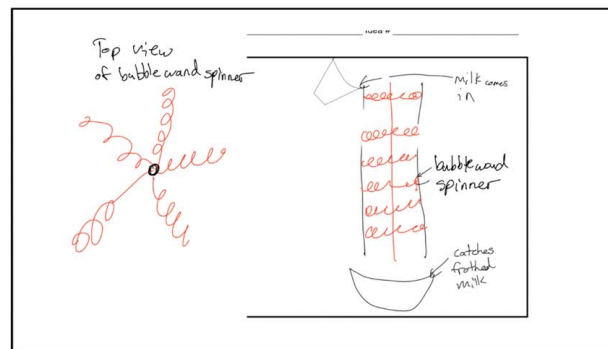 Top view
of bubble wand spinner
milk comes
in
bubble wand
spinner
catches
frothed
milk